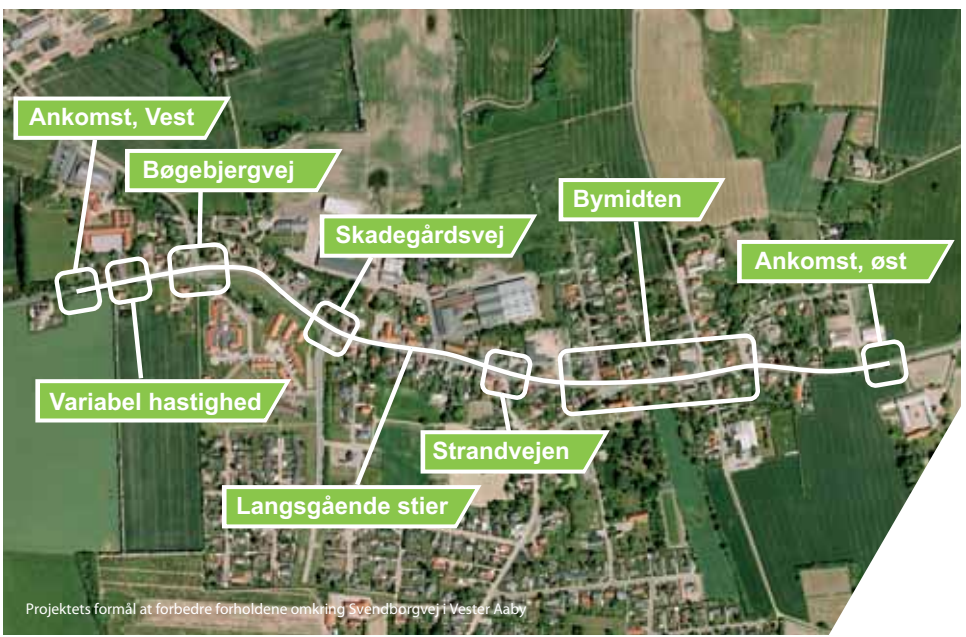 Ankomst, Vest
Bøgebjergvej
Skadegårdsvej
Bymidten
Ankomst, øst
Variabel hastighed
Strandvejen
Langsgående stier
Projektets formål at forbedre forholdene omkring Svendborgvej i Vester Aaby